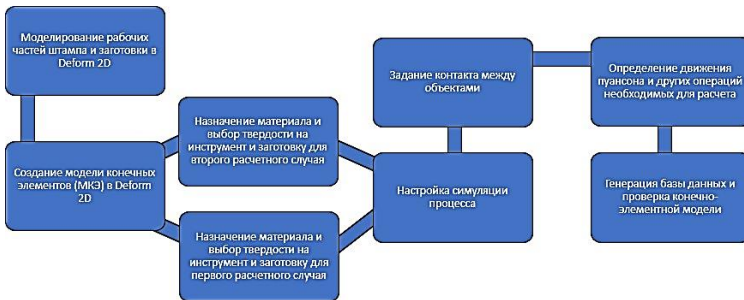 Моделирование рабочих
частей штампа и заготовки в
Deform 2D
Создание модели конечных
элементов (МКЭ) в Deform
2D
Назначение материала и
выбор твердости на
инструмент и заготовку для
второго расчетного случая
Назначение материала и
выбор твердости на
инструмент и заготовку для
первого расчетного случая
Настройка симуляции
процесса
Задание контакта между
объектами
Определение движения
пуансона и других операций
необходимых для расчета
Генерация базы данных и
проверка конечно-
элементной модели